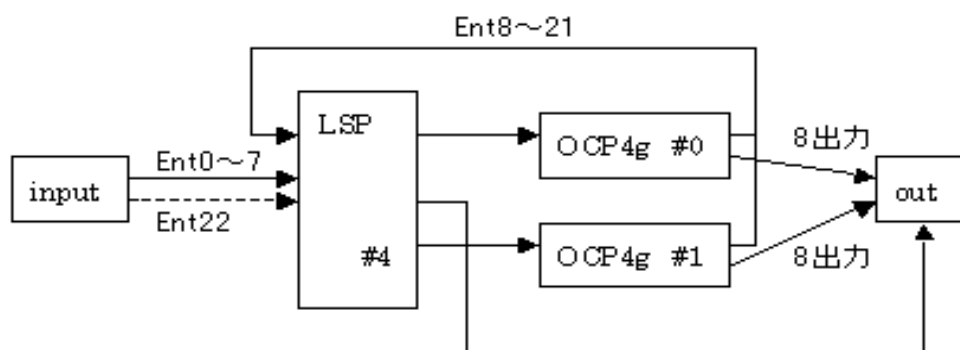 Ent8～21
LSP
OCP4g #0
8出力
Ent0～7
input
out
Ent22
#4
OCP4g #1
8出力